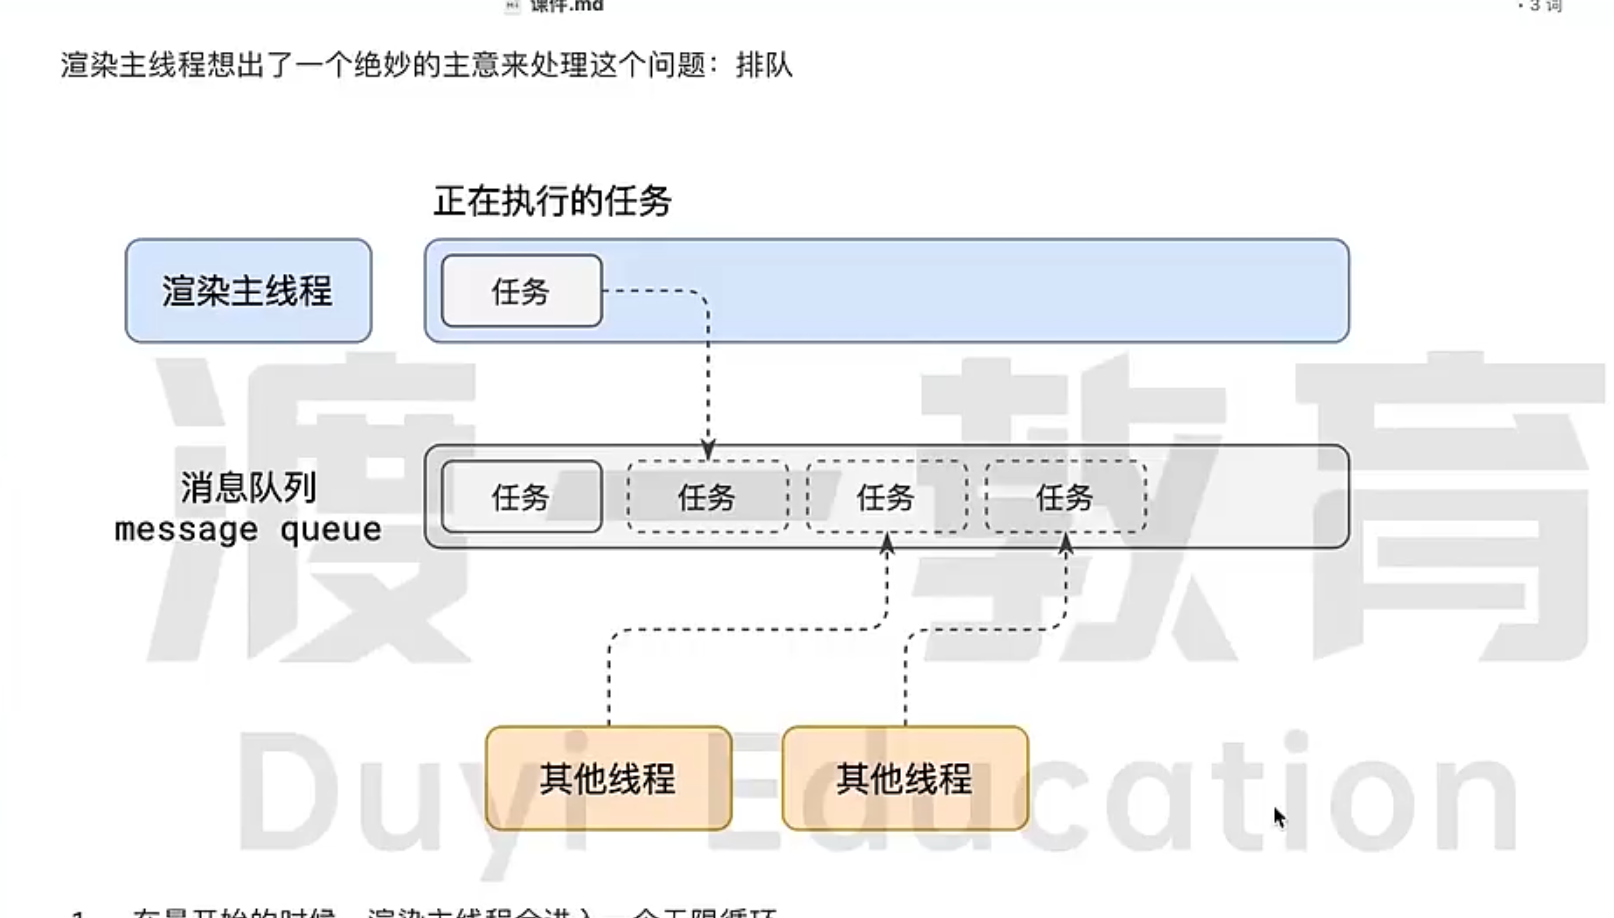 课件.md
• 3 词
渲染主线程想出了一个绝妙的主意来处理这个问题：排队
正在执行的任务
渲染主线程
任务
消息队列
message queue
任务
任务
任务
任务
其他线程
其他线程
渡一教育
Duyi Education
1. 在最开始的时候，渲染主线程会进入一个无限循环